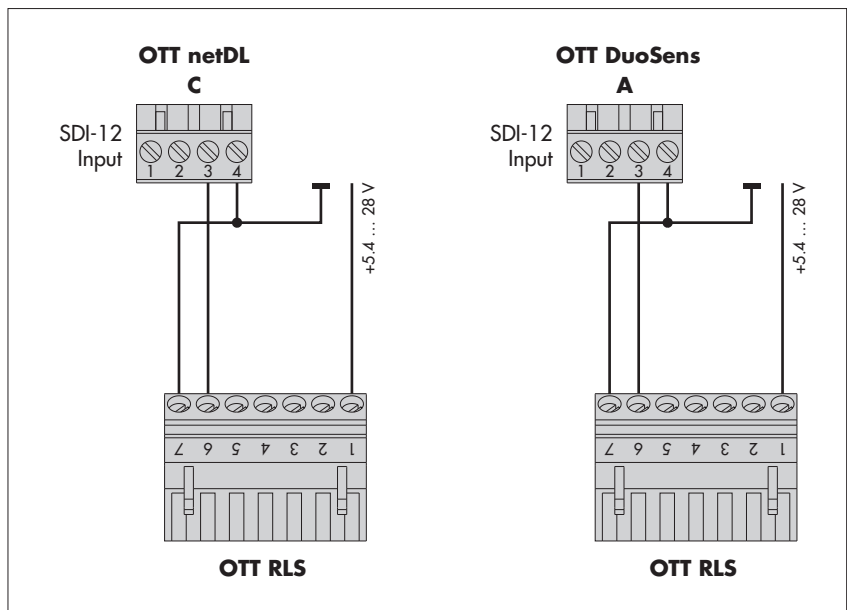 OTT netDL
C
SDI-12
Input
1 2 3 4
+5.4 ... 28 V
7 6 5 4 3 2 1
OTT RLS
OTT DuoSens
A
SDI-12
Input
1 2 3 4
+5.4 ... 28 V
7 6 5 4 3 2 1
OTT RLS